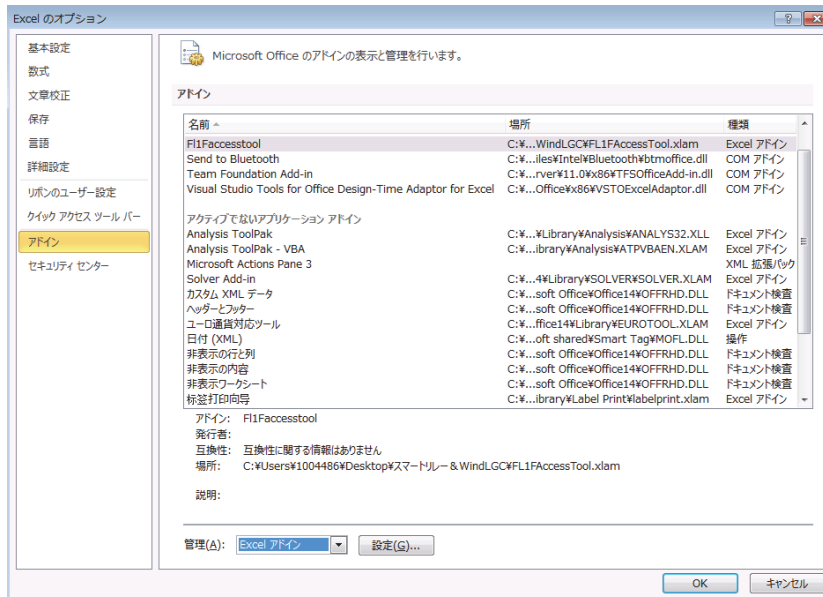 Excel のオプション
基本設定
数式
文章校正
保存
言語
詳細設定
リボンのユーザー設定
クイック アクセス ツール バー
アドイン
セキュリティ センター
Microsoft Office のアドインの表示と管理を行います。
アドイン
名前 場所 種類
Fl1Faccesstool C:¥...WindLGC¥FL1FAccessTool.xlam Excel アドイン
Send to Bluetooth C:¥...iles¥Intel¥Bluetooth¥btmoffice.dll COM アドイン
Team Foundation Add-in C:¥...rver¥11.0¥x86¥TFSOfficeAdd-in.dll COM アドイン
Visual Studio Tools for Office Design-Time Adaptor for Excel C:¥...Office¥x86¥VSTOExcelAdaptor.dll COM アドイン
アクティブでないアプリケーション アドイン
Analysis ToolPak C:¥...¥Library¥Analysis¥ANALYS32.XLL Excel アドイン
Analysis ToolPak - VBA C:¥...ibrary¥Analysis¥ATPVBAEN.XLAM Excel アドイン
Microsoft Actions Pane 3 XML 拡張パック
Solver Add-in C:¥...4¥Library¥SOLVER¥SOLVER.XLAM Excel アドイン
カスタム XML データ C:¥...soft Office¥Office14¥OFFRHD.DLL ドキュメント検査
ヘッダーとフッター C:¥...soft Office¥Office14¥OFFRHD.DLL ドキュメント検査
ユーロ通貨対応ツール C:¥...ffice14¥Library¥EUROTOOL.XLAM Excel アドイン
日付 (XML) C:¥...oft shared¥Smart Tag¥MOFL.DLL 操作
非表示の行と列 C:¥...soft Office¥Office14¥OFFRHD.DLL ドキュメント検査
非表示の内容 C:¥...soft Office¥Office14¥OFFRHD.DLL ドキュメント検査
非表示ワークシート C:¥...soft Office¥Office14¥OFFRHD.DLL ドキュメント検査
标签打印向导 C:¥...ibrary¥Label Print¥labelprint.xlam Excel アドイン
アドイン: Fl1Faccesstool
発行者:
互換性: 互換性に関する情報はありません
場所: C:¥Users¥1004486¥Desktop¥スマートリレー＆WindLGC¥FL1FAccessTool.xlam
説明:
管理(A): Excel アドイン 設定(G)...
OK キャンセル